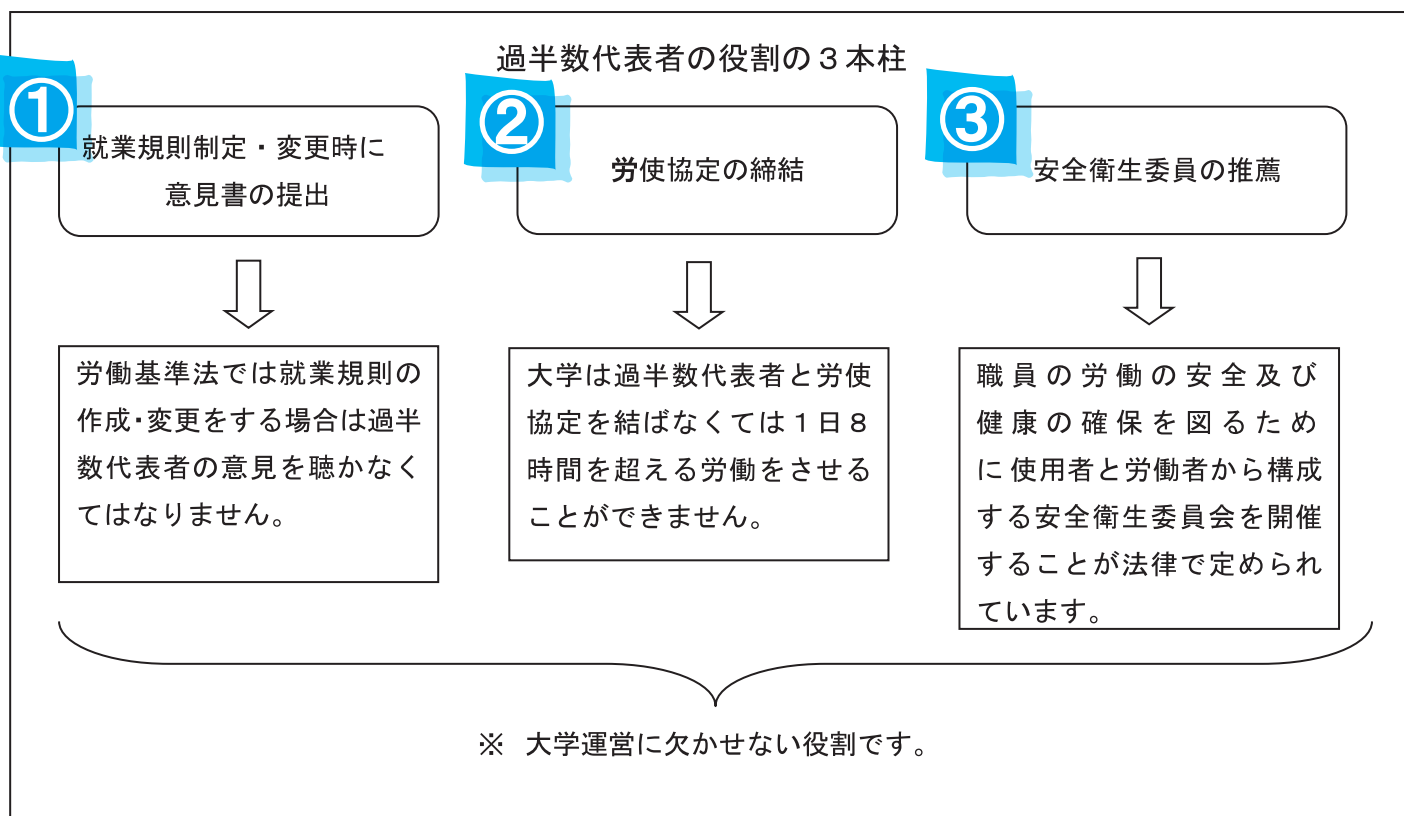 過半数代表者の役割の３本柱
①
就業規則制定・変更時に
意見書の提出
②
労使協定の締結
③
安全衛生委員の推薦
労働基準法では就業規則の
作成・変更をする場合は過半
数代表者の意見を聴かなく
てはなりません。
大学は過半数代表者と労使
協定を結ばなくては１日８
時間を超える労働をさせる
ことができません。
職員の労働の安全及び
健康の確保を図るため
に使用者と労働者から構成
する安全衛生委員会を開催
することが法律で定められ
ています。
※　大学運営に欠かせない役割です。